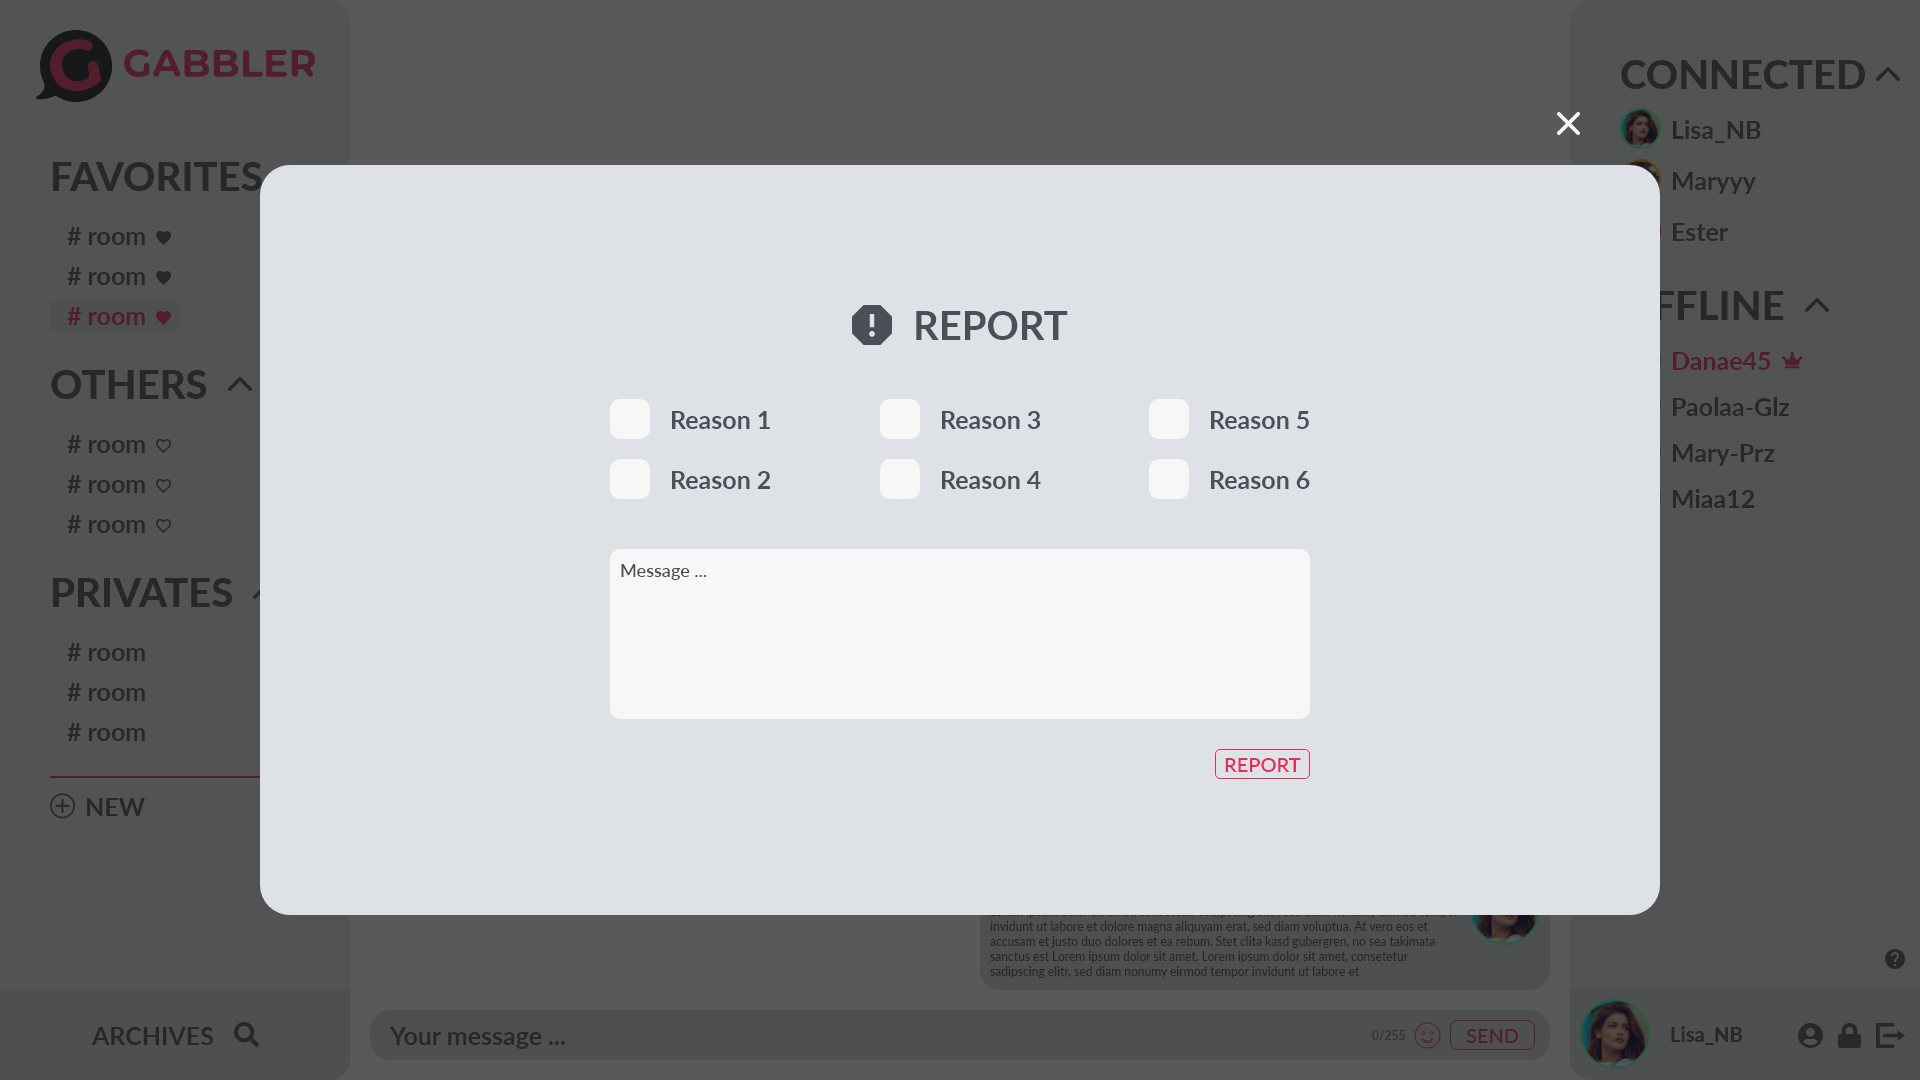 GABBLER
FAVORITES
# room
# room
# room
OTHERS
# room
# room
# room
PRIVATES
# room
# room
# room
NEW
ARCHIVES
REPORT
Reason 1
Reason 3
Reason 5
Reason 2
Reason 4
Reason 6
Message ...
REPORT
invidunt ut labore et dolore magna aliquyam erat, sed diam voluptua. At vero eos et
accusam et justo duo dolores et ea rebum. Stet clita kasd gubergren, no sea takimata
sanctus est Lorem ipsum dolor sit amet. Lorem ipsum dolor sit amet, consetetur
sadipscing elitr, sed diam nonumy eirmod tempor invidunt ut labore et
Your message ...
0/255
SEND
CONNECTED
Lisa_NB
Maryyy
Ester
FFLINE
Danae45
Paolaa-Glz
Mary-Prz
Miaa12
Lisa_NB